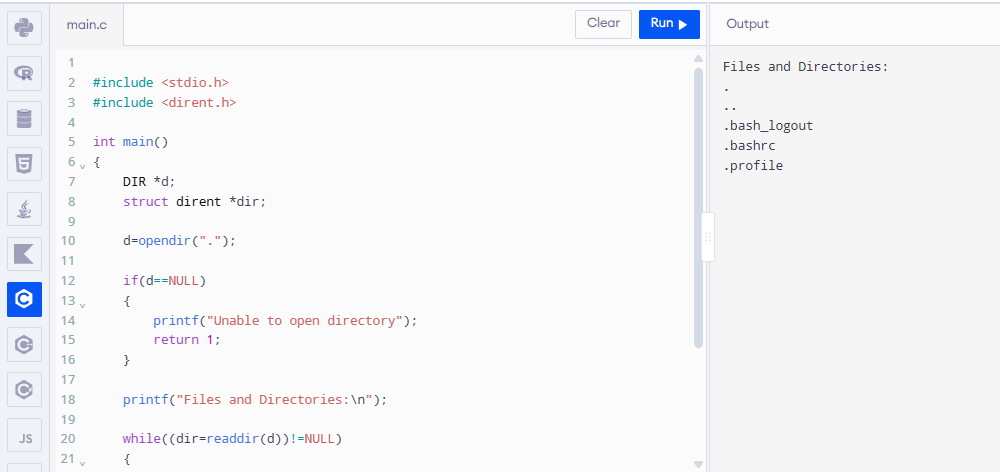 main.c
Clear
Run
Output
1
2 #include <stdio.h>
3 #include <dirent.h>
4
5 int main()
6 {
7 DIR *d;
8 struct dirent *dir;
9
10 d=opendir(".");
11
12 if(d==NULL)
13 {
14 printf("Unable to open directory");
15 return 1;
16 }
17
18 printf("Files and Directories:\n");
19
20 while((dir=readdir(d))!=NULL)
21 {
Files and Directories:
.
..
.bash_logout
.bashrc
.profile
R
5
C
C
C
JS